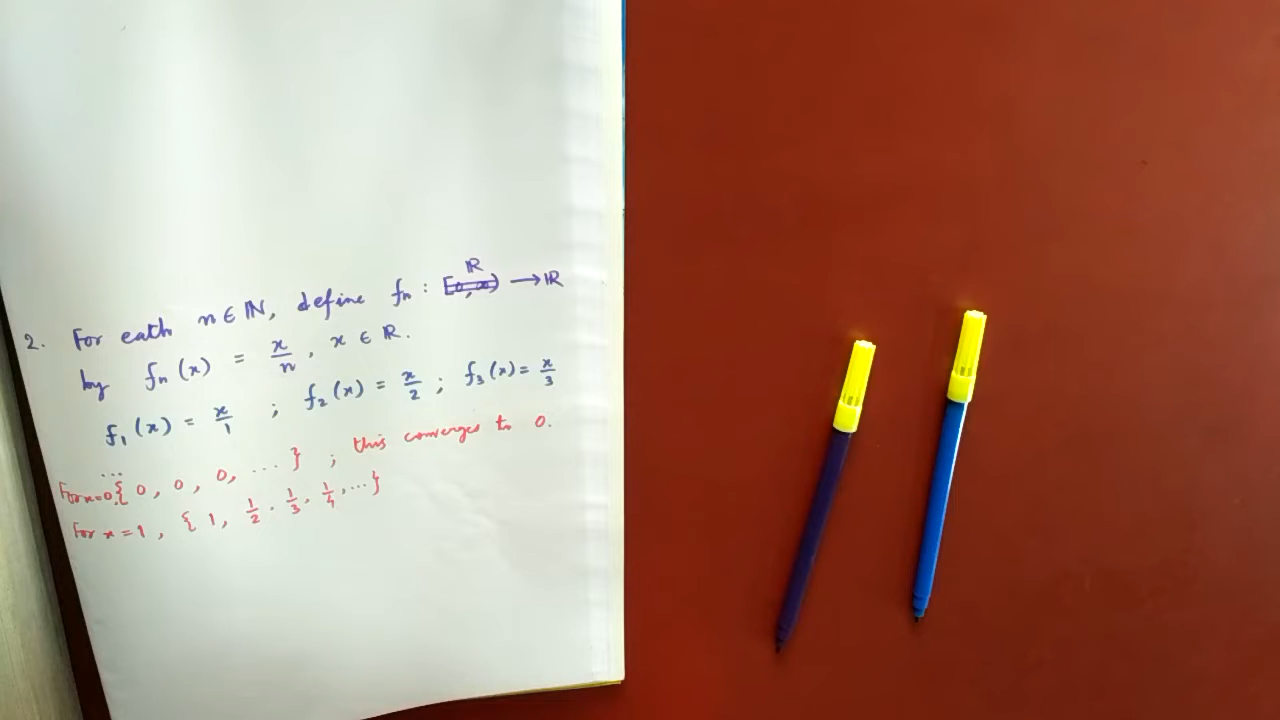 2. For each n ∈ ℕ, define fn : ℝ → ℝ
by fn(x) = x/n, x ∈ ℝ.
f₁(x) = x/1 ; f₂(x) = x/2 ; f₃(x) = x/3
...
For x=0, { 0, 0, 0, ... } ; this converges to 0.
For x = 1, { 1, 1/2, 1/3, 1/4, ... }